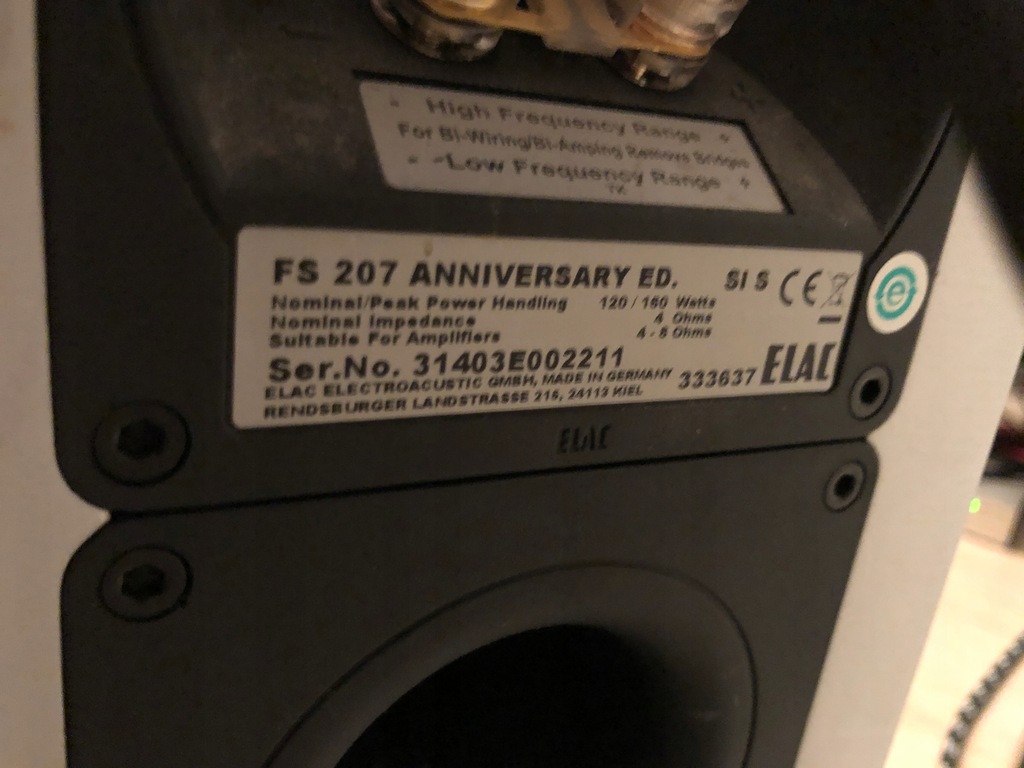 High Frequency Range +
For Bi-Wiring/Bi-Amping Remove Bridges
Low Frequency Range
FS 207 ANNIVERSARY ED. SI S CE
Nominal/Peak Power Handling 120 / 160 Watts
Nominal Impedance 4 Ohms
Suitable For Amplifiers 4 - 8 Ohms
Ser.No. 31403E002211
ELAC ELECTROACUSTIC GMBH, MADE IN GERMANY 333637 ELAC
RENDSBURGER LANDSTRASSE 215, 24113 KIEL
ELAC
e